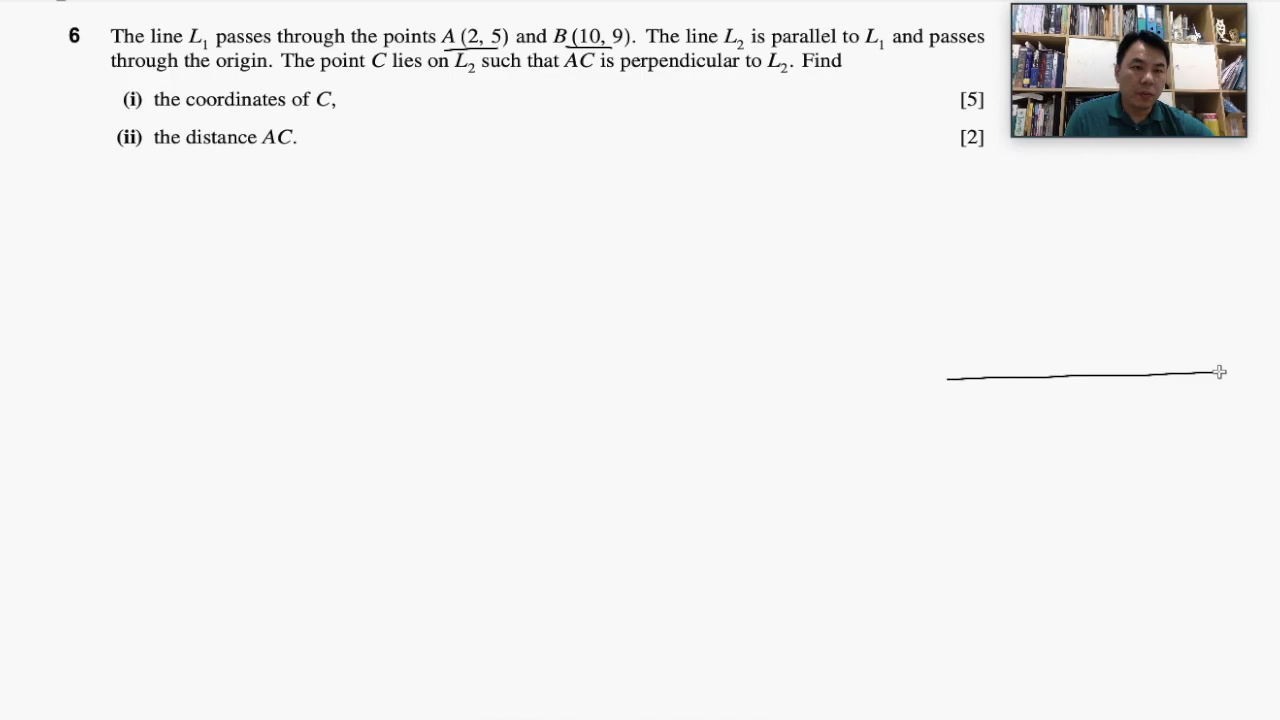 6 The line L₁ passes through the points A (2, 5) and B (10, 9). The line L₂ is parallel to L₁ and passes
through the origin. The point C lies on L₂ such that AC is perpendicular to L₂. Find
(i) the coordinates of C, [5]
(ii) the distance AC. [2]